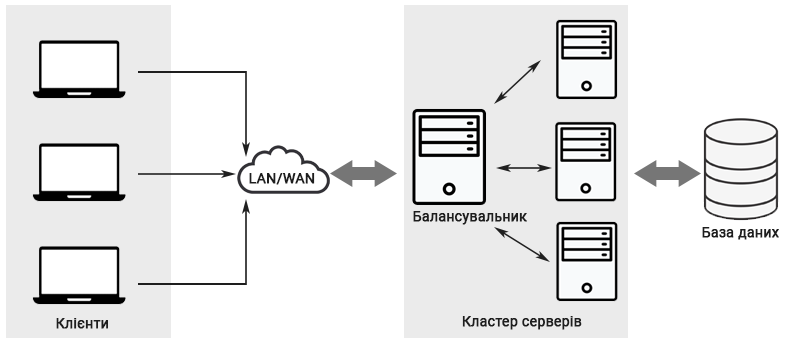 LAN/WAN
Балансувальник
База даних
Клієнти
Кластер серверів